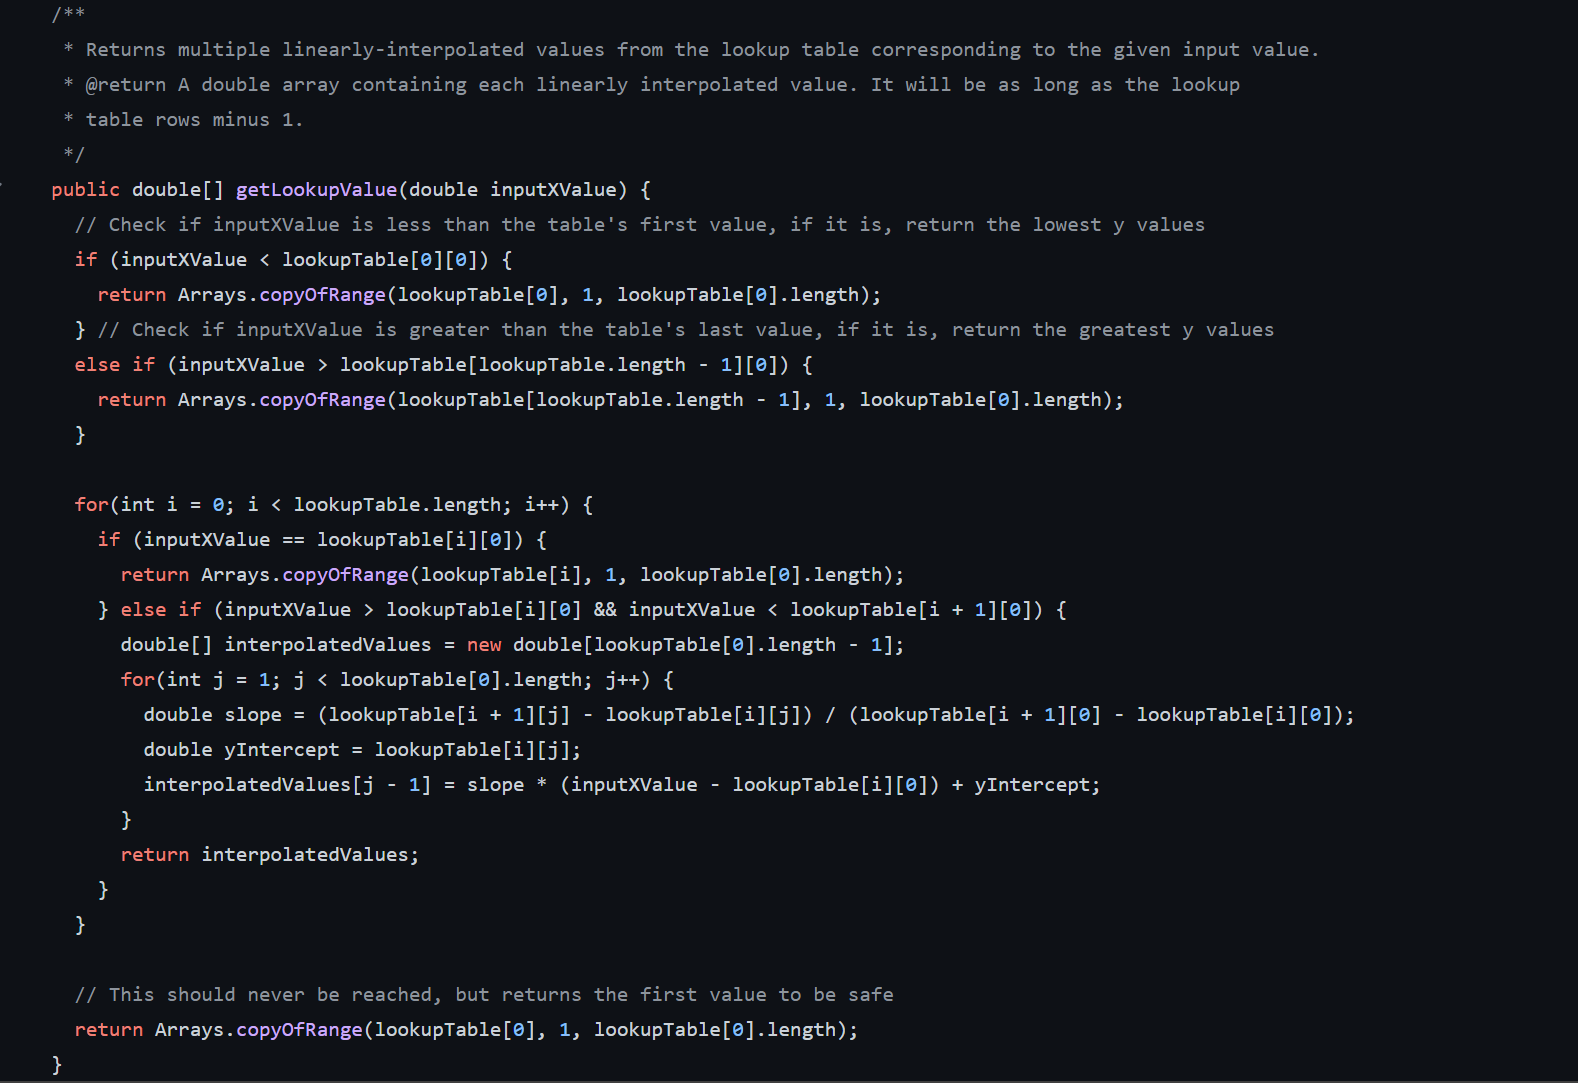 /**
 * Returns multiple linearly-interpolated values from the lookup table corresponding to the given input value.
 * @return A double array containing each linearly interpolated value. It will be as long as the lookup
 * table rows minus 1.
 */
public double[] getLookupValue(double inputXValue) {
  // Check if inputXValue is less than the table's first value, if it is, return the lowest y values
  if (inputXValue < lookupTable[0][0]) {
    return Arrays.copyOfRange(lookupTable[0], 1, lookupTable[0].length);
  } // Check if inputXValue is greater than the table's last value, if it is, return the greatest y values
  else if (inputXValue > lookupTable[lookupTable.length - 1][0]) {
    return Arrays.copyOfRange(lookupTable[lookupTable.length - 1], 1, lookupTable[0].length);
  }

  for(int i = 0; i < lookupTable.length; i++) {
    if (inputXValue == lookupTable[i][0]) {
      return Arrays.copyOfRange(lookupTable[i], 1, lookupTable[0].length);
    } else if (inputXValue > lookupTable[i][0] && inputXValue < lookupTable[i + 1][0]) {
      double[] interpolatedValues = new double[lookupTable[0].length - 1];
      for(int j = 1; j < lookupTable[0].length; j++) {
        double slope = (lookupTable[i + 1][j] - lookupTable[i][j]) / (lookupTable[i + 1][0] - lookupTable[i][0]);
        double yIntercept = lookupTable[i][j];
        interpolatedValues[j - 1] = slope * (inputXValue - lookupTable[i][0]) + yIntercept;
      }
      return interpolatedValues;
    }
  }

  // This should never be reached, but returns the first value to be safe
  return Arrays.copyOfRange(lookupTable[0], 1, lookupTable[0].length);
}